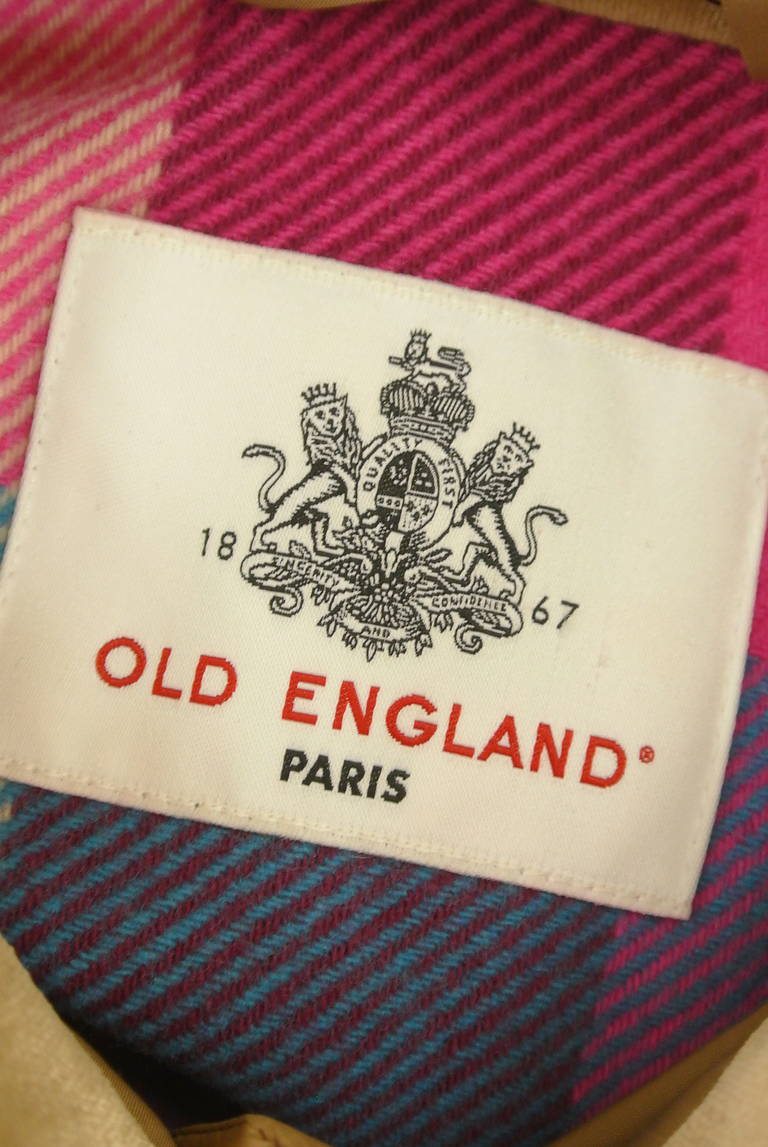 QUALITY FIRST
18 67
SINCERITY AND CONFIDENCE
OLD ENGLAND®
PARIS